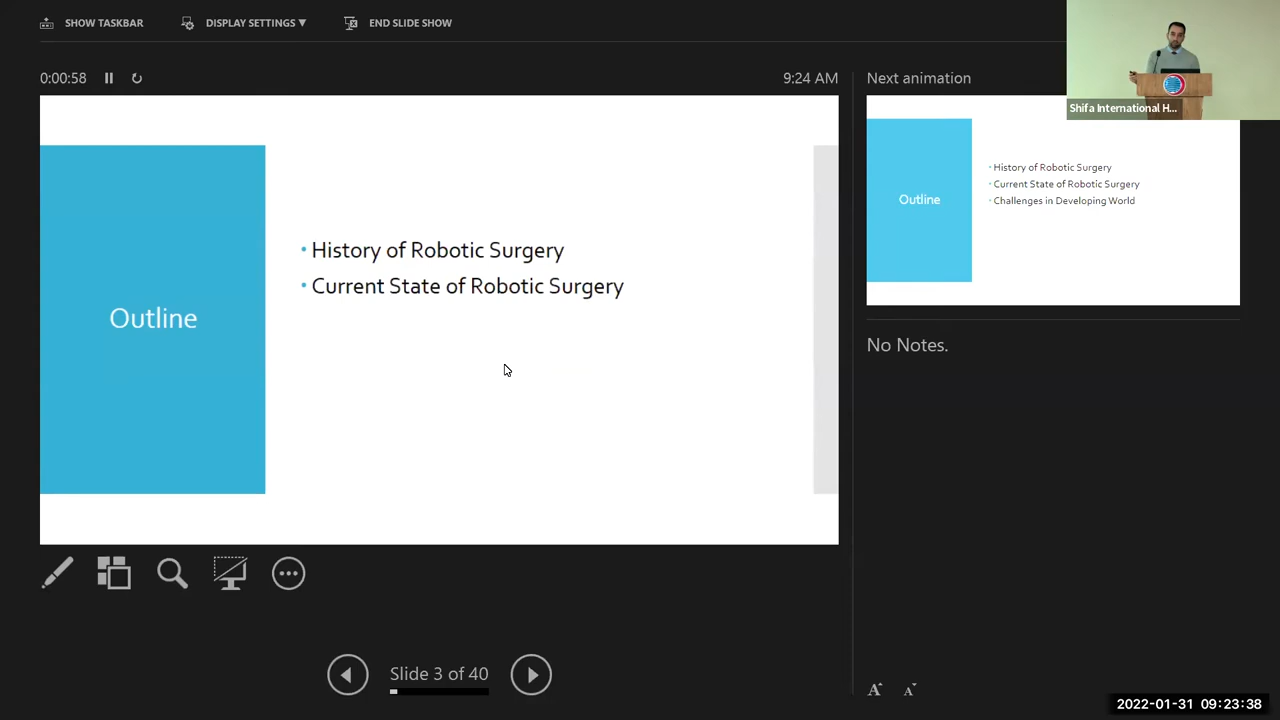 SHOW TASKBAR
DISPLAY SETTINGS ▼
END SLIDE SHOW
0:00:58
9:24 AM
Next animation
Shifa International H...
Outline
• History of Robotic Surgery
• Current State of Robotic Surgery
Outline
• History of Robotic Surgery
• Current State of Robotic Surgery
• Challenges in Developing World
No Notes.
Slide 3 of 40
A A
2022-01-31 09:23:38